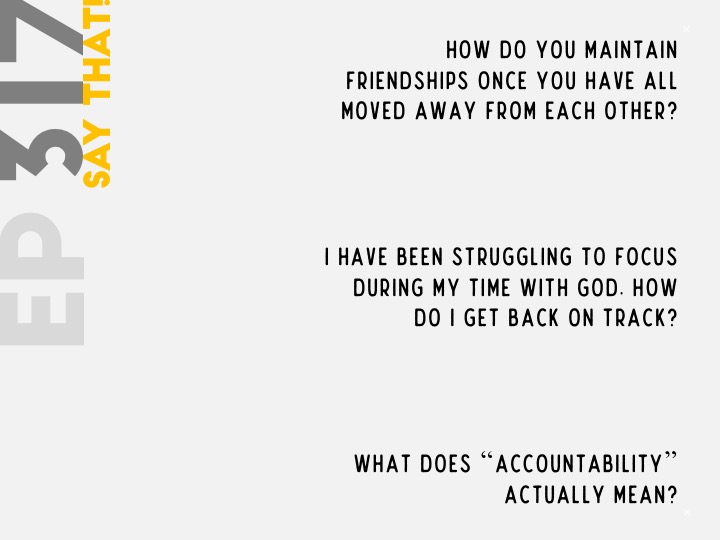 EP 317
SAY THAT!
HOW DO YOU MAINTAIN
FRIENDSHIPS ONCE YOU HAVE ALL
MOVED AWAY FROM EACH OTHER?
I HAVE BEEN STRUGGLING TO FOCUS
DURING MY TIME WITH GOD. HOW
DO I GET BACK ON TRACK?
WHAT DOES “ACCOUNTABILITY”
ACTUALLY MEAN?